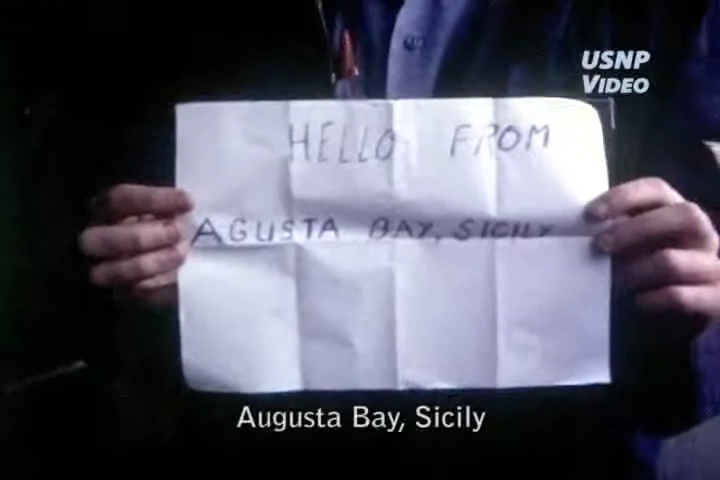 USNP
VIDEO
HELLO FROM
AGUSTA BAY, SICILY
Augusta Bay, Sicily